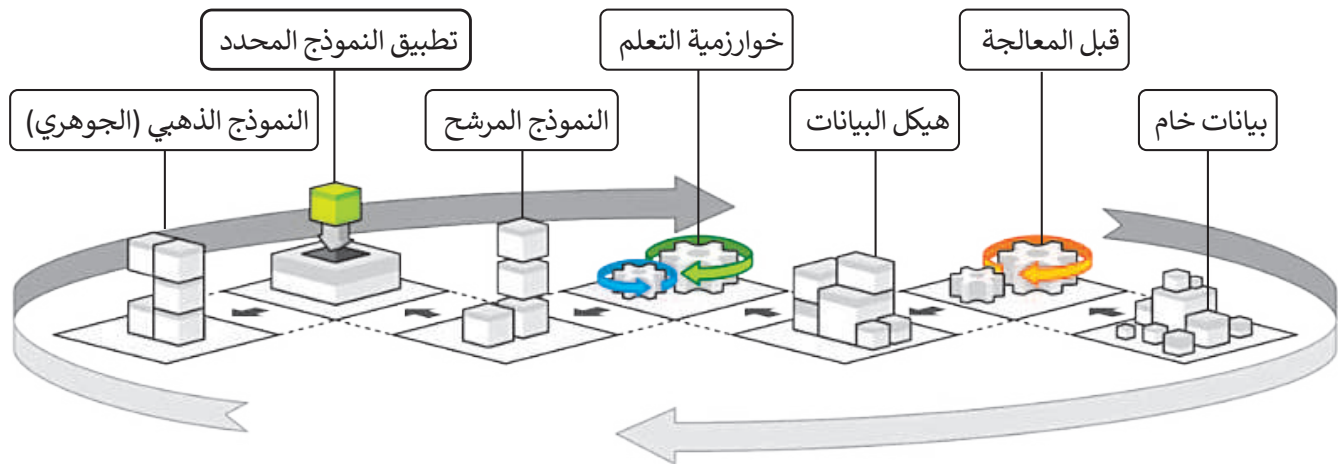 قبل المعالجة
خوارزمية التعلم
تطبيق النموذج المحدد
بيانات خام
هيكل البيانات
النموذج المرشح
النموذج الذهبي (الجوهري)